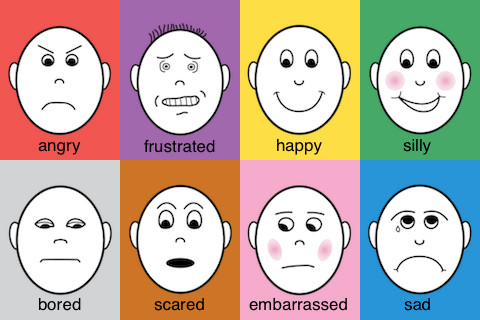 angry
frustrated
happy
silly
bored
scared
embarrassed
sad